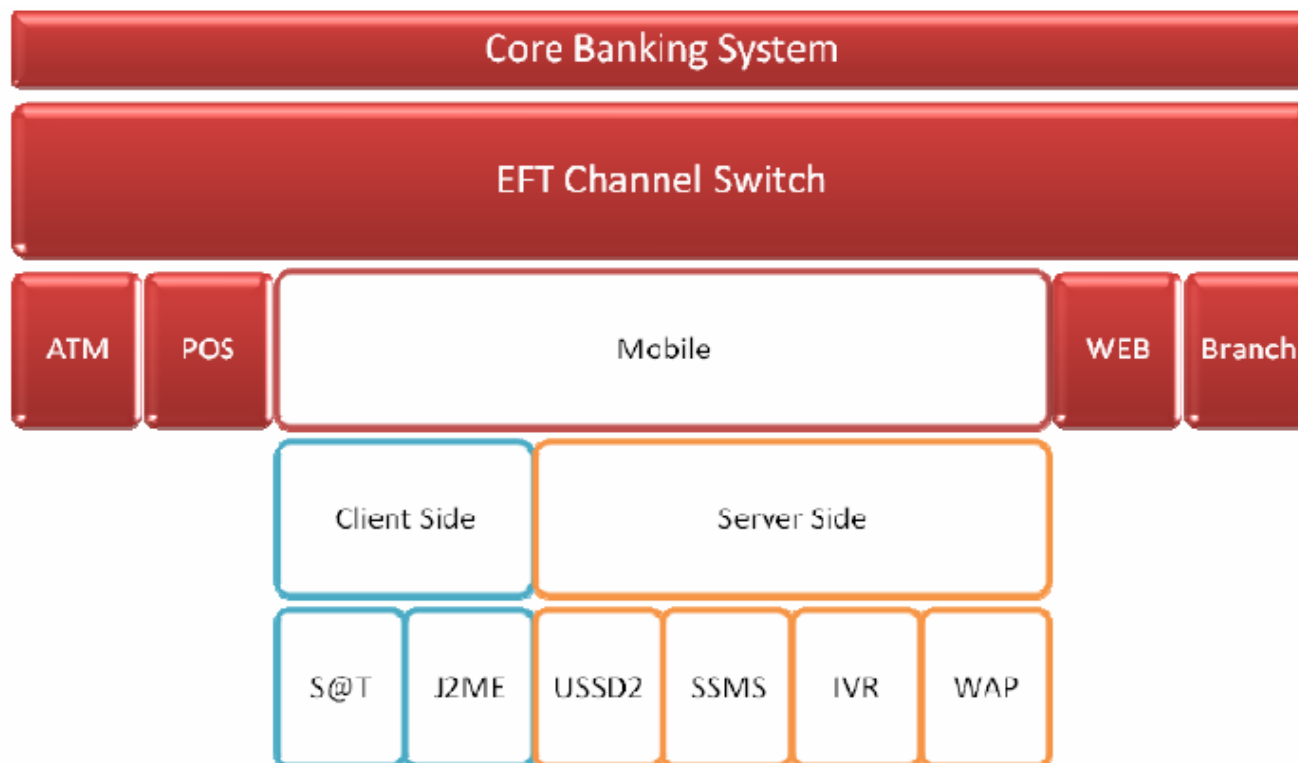 Core Banking System
EFT Channel Switch
ATM
POS
Mobile
WEB
Branch
Client Side
Server Side
S@T
J2ME
USSD2
SSMS
IVR
WAP